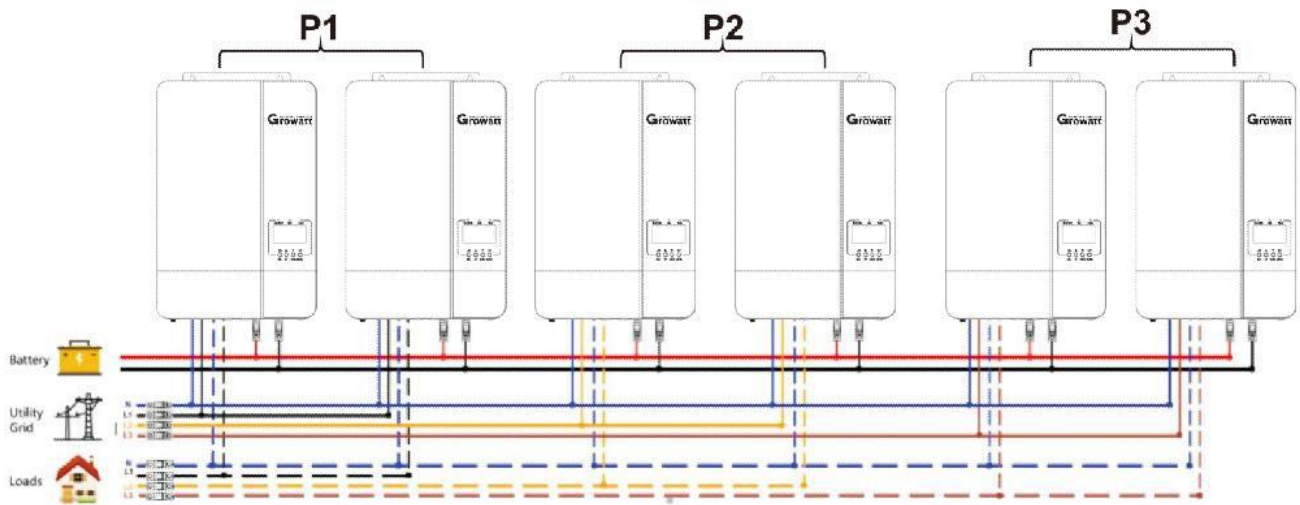 P1
P2
P3
Growatt
Growatt
Growatt
Growatt
Growatt
Growatt
Battery
Utility
Grid
N
L1
L2
L3
Loads
N
L1
L2
L3